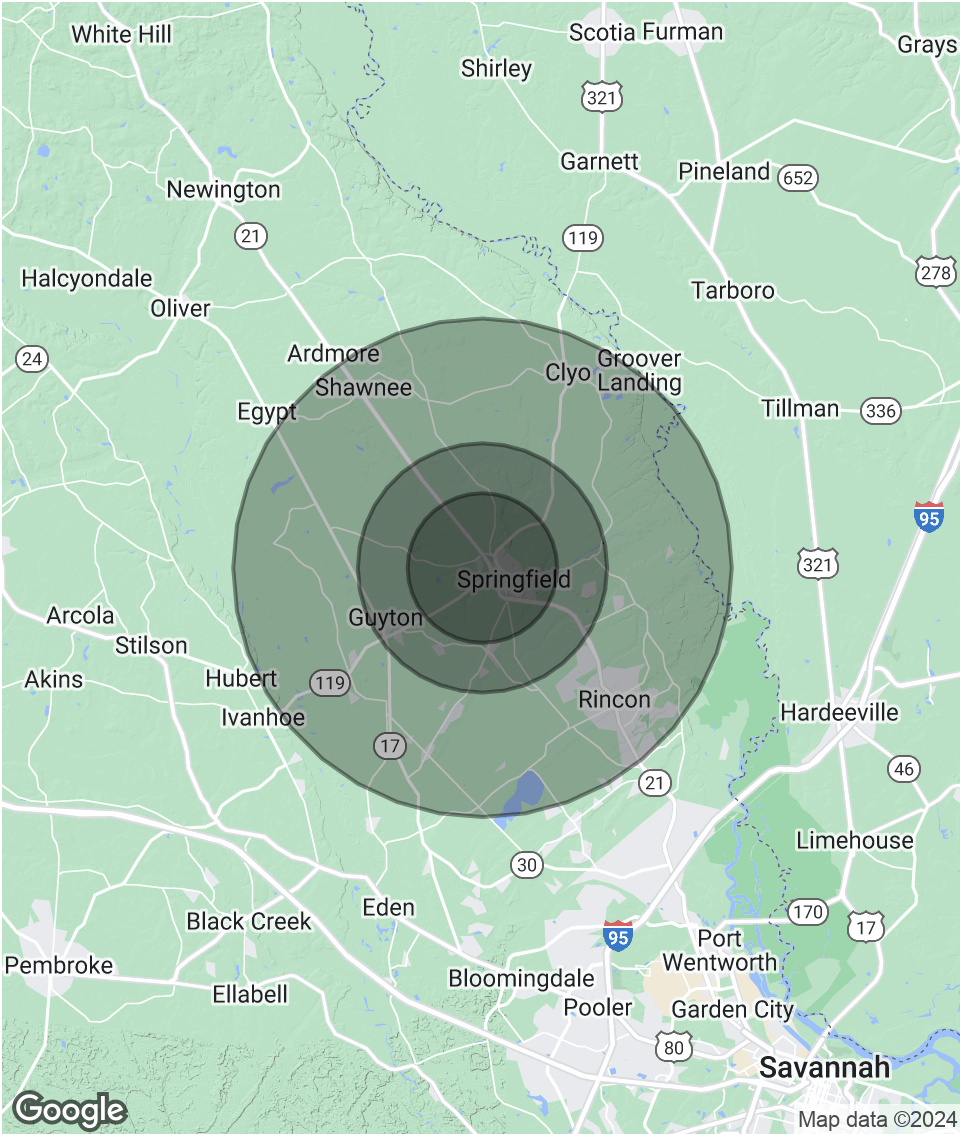 White Hill
Scotia Furman
Grays
Shirley
321
Garnett
Pineland
652
Newington
21
119
278
Halcyondale
Tarboro
Oliver
24
Ardmore
Groover
Landing
Clyo
Shawnee
Egypt
Tillman
336
95
321
Springfield
Arcola
Guyton
Stilson
Akins
Hubert
119
Rincon
Ivanhoe
Hardeeville
17
46
21
Limehouse
30
Eden
170
Black Creek
17
95
Port
Wentworth
Pembroke
Bloomingdale
Ellabell
Pooler
Garden City
80
Savannah
Google
Map data ©2024